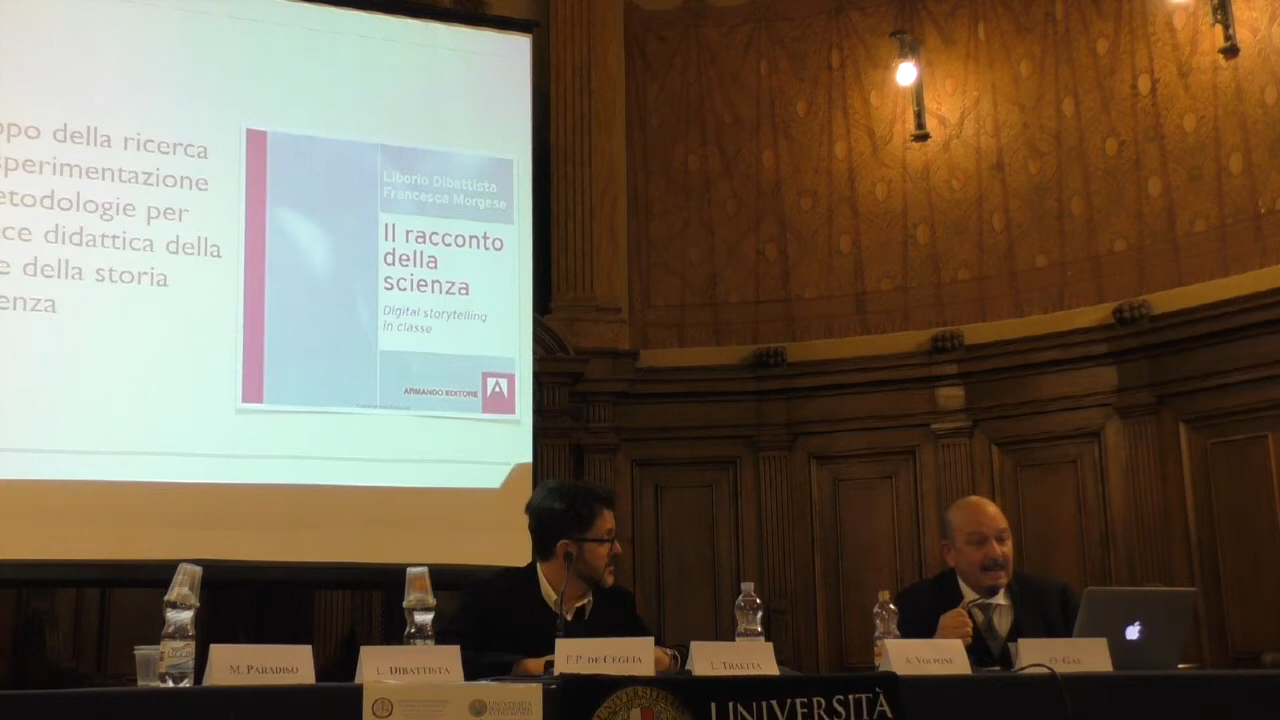 po della ricerca
sperimentazione
etodologie per
ce didattica della
e della storia
enza
Liborio Dibattista
Francesca Morgese
Il racconto
della
scienza
Digital storytelling
in classe
ARMANDO EDITORE
M. PARADISO
L. DIBATTISTA
F.P. DE CEGLIA
L. TRAETTA
A. VOLPONE
O. GAL
UNIVERSITÀ